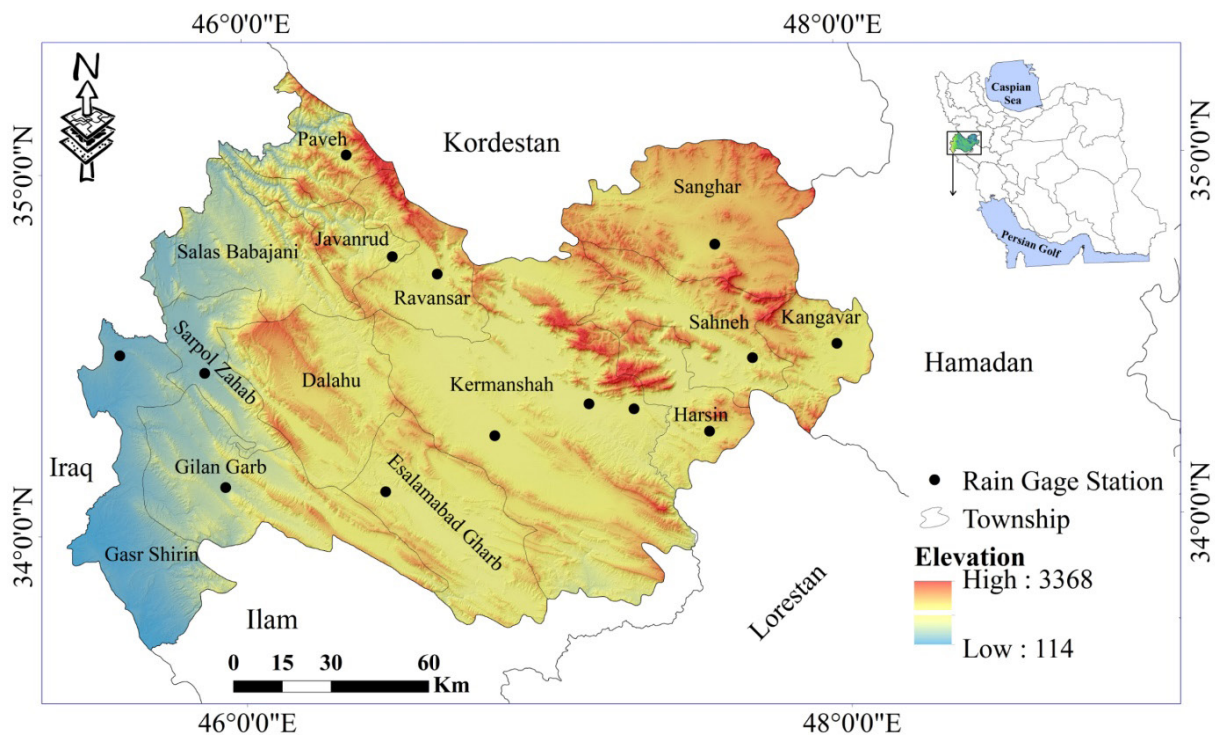 46°0'0"E
48°0'0"E
N
Caspian
Sea
Persian Golf
35°0'0"N
35°0'0"N
Kordestan
Paveh
Sanghar
Javanrud
Salas Babajani
Ravansar
Sahneh
Kangavar
Sarpol Zahab
Dalahu
Kermanshah
Hamadan
Harsin
Iraq
Gilan Garb
Esalamabad Gharb
Gasr Shirin
34°0'0"N
34°0'0"N
Rain Gage Station
Township
Elevation
High : 3368
Low : 114
Ilam
Lorestan
0 15 30 60
Km
46°0'0"E
48°0'0"E